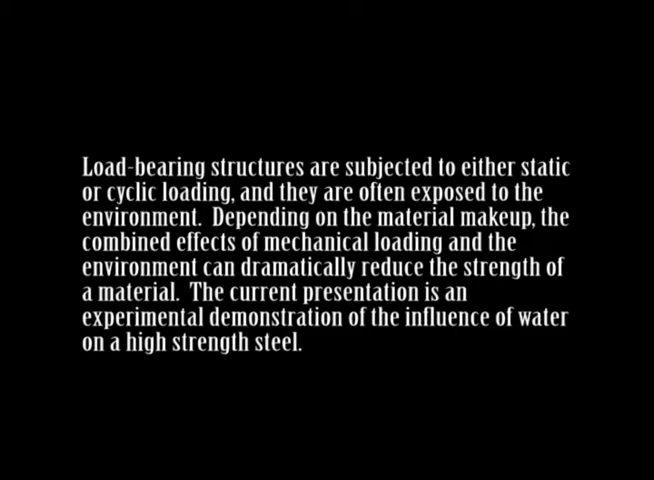 Load-bearing structures are subjected to either static
or cyclic loading, and they are often exposed to the
environment.  Depending on the material makeup, the
combined effects of mechanical loading and the
environment can dramatically reduce the strength of
a material.  The current presentation is an
experimental demonstration of the influence of water
on a high strength steel.